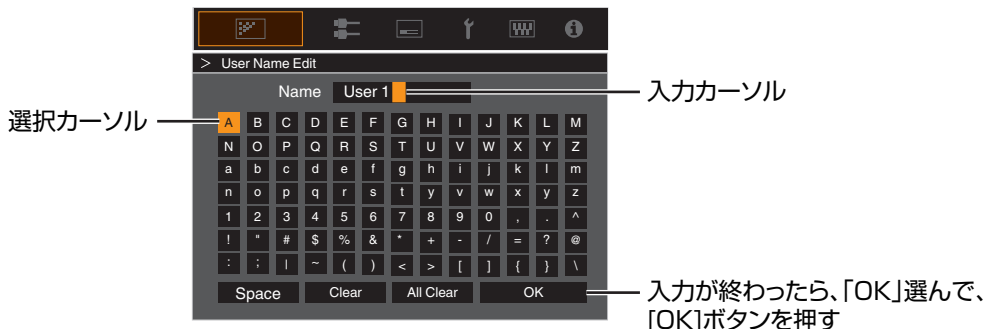 > User Name Edit
Name User 1
入力カーソル
選択カーソル
A B C D E F G H I J K L M
N O P Q R S T U V W X Y Z
a b c d e f g h i j k l m
n o p q r s t y v w x y z
1 2 3 4 5 6 7 8 9 0 , . ^
! " # $ % & * + - / = ? @
: ; | ~ ( ) < > [ ] { } \
Space Clear All Clear OK
入力が終わったら、「OK」選んで、
[OK]ボタンを押す